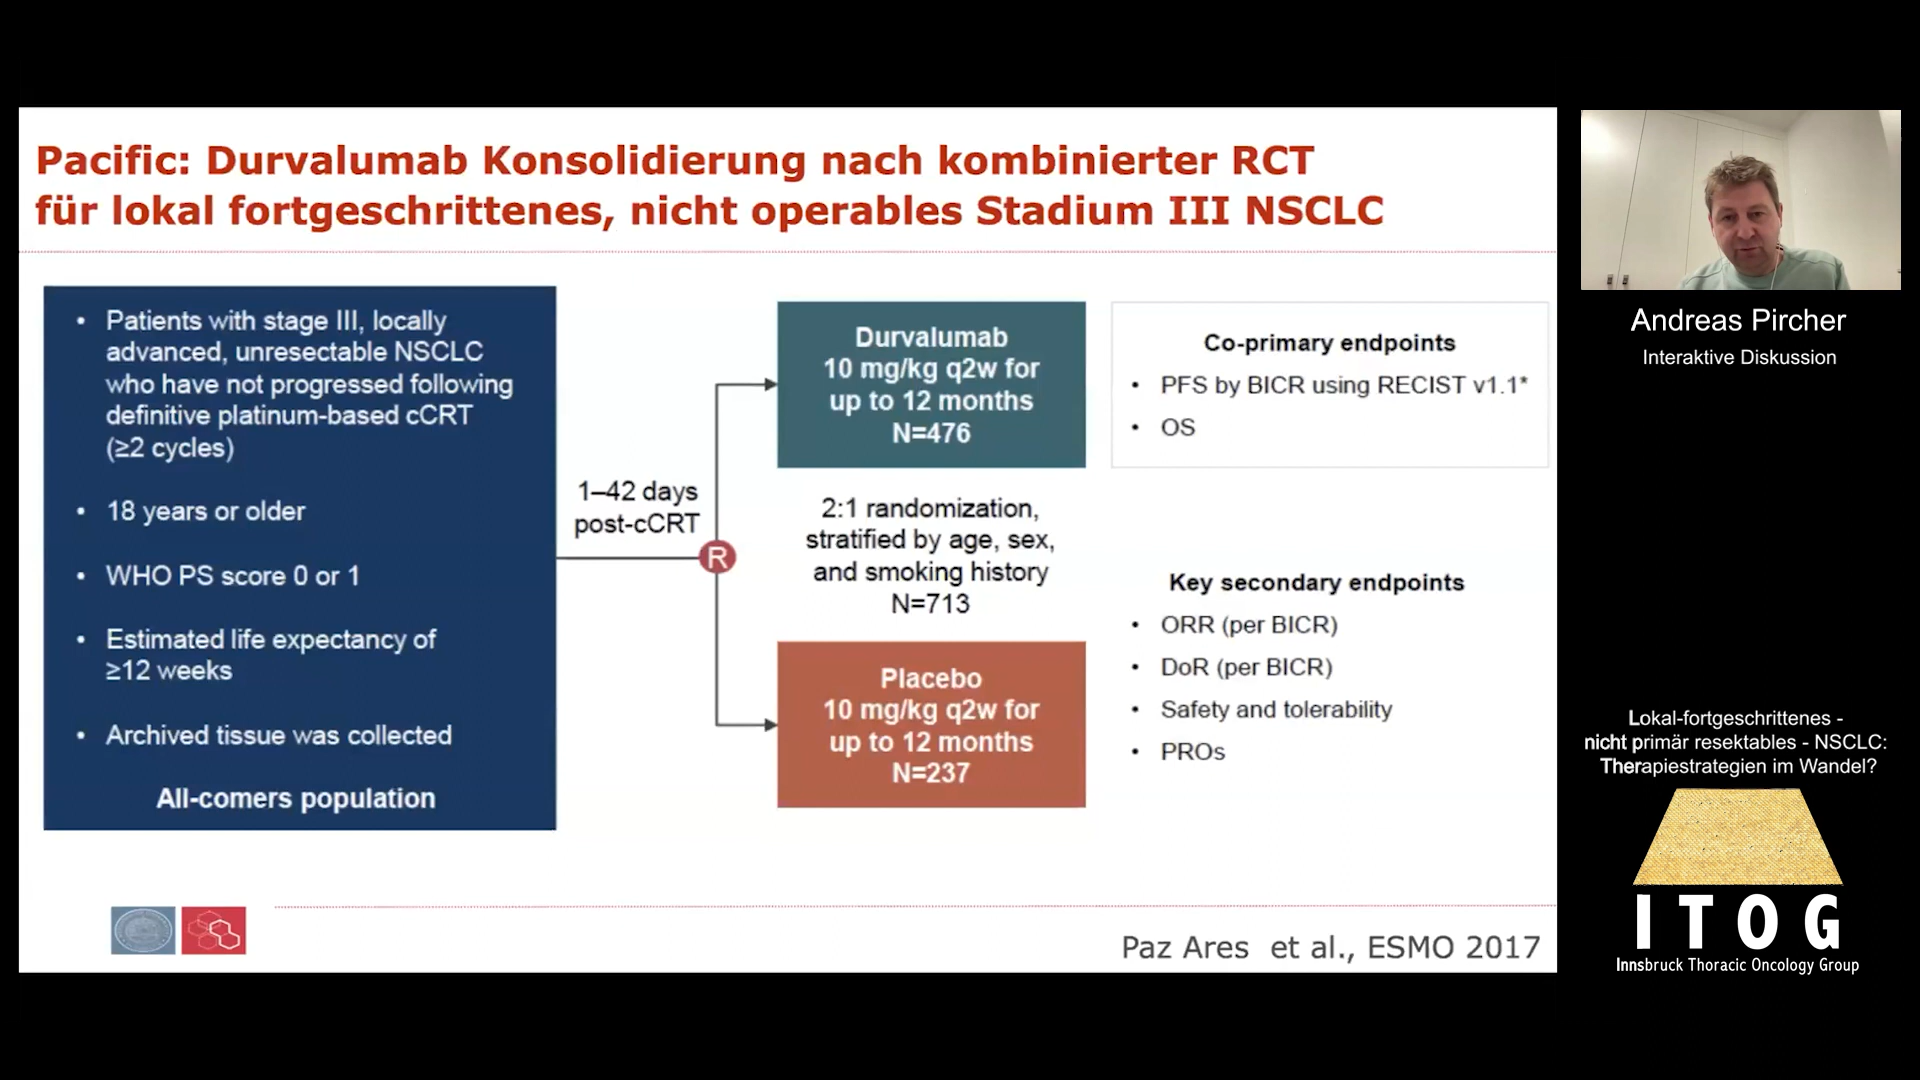 Pacific: Durvalumab Konsolidierung nach kombinierter RCT
für lokal fortgeschrittenes, nicht operables Stadium III NSCLC
• Patients with stage III, locally
advanced, unresectable NSCLC
who have not progressed following
definitive platinum-based cCRT
(≥2 cycles)
• 18 years or older
• WHO PS score 0 or 1
• Estimated life expectancy of
≥12 weeks
• Archived tissue was collected
All-comers population
1–42 days
post-cCRT
R
Durvalumab
10 mg/kg q2w for
up to 12 months
N=476
2:1 randomization,
stratified by age, sex,
and smoking history
N=713
Placebo
10 mg/kg q2w for
up to 12 months
N=237
Co-primary endpoints
• PFS by BICR using RECIST v1.1*
• OS
Key secondary endpoints
• ORR (per BICR)
• DoR (per BICR)
• Safety and tolerability
• PROs
Paz Ares et al., ESMO 2017
Andreas Pircher
Interaktive Diskussion
Lokal-fortgeschrittenes -
nicht primär resektables - NSCLC:
Therapiestrategien im Wandel?
ITOG
Innsbruck Thoracic Oncology Group